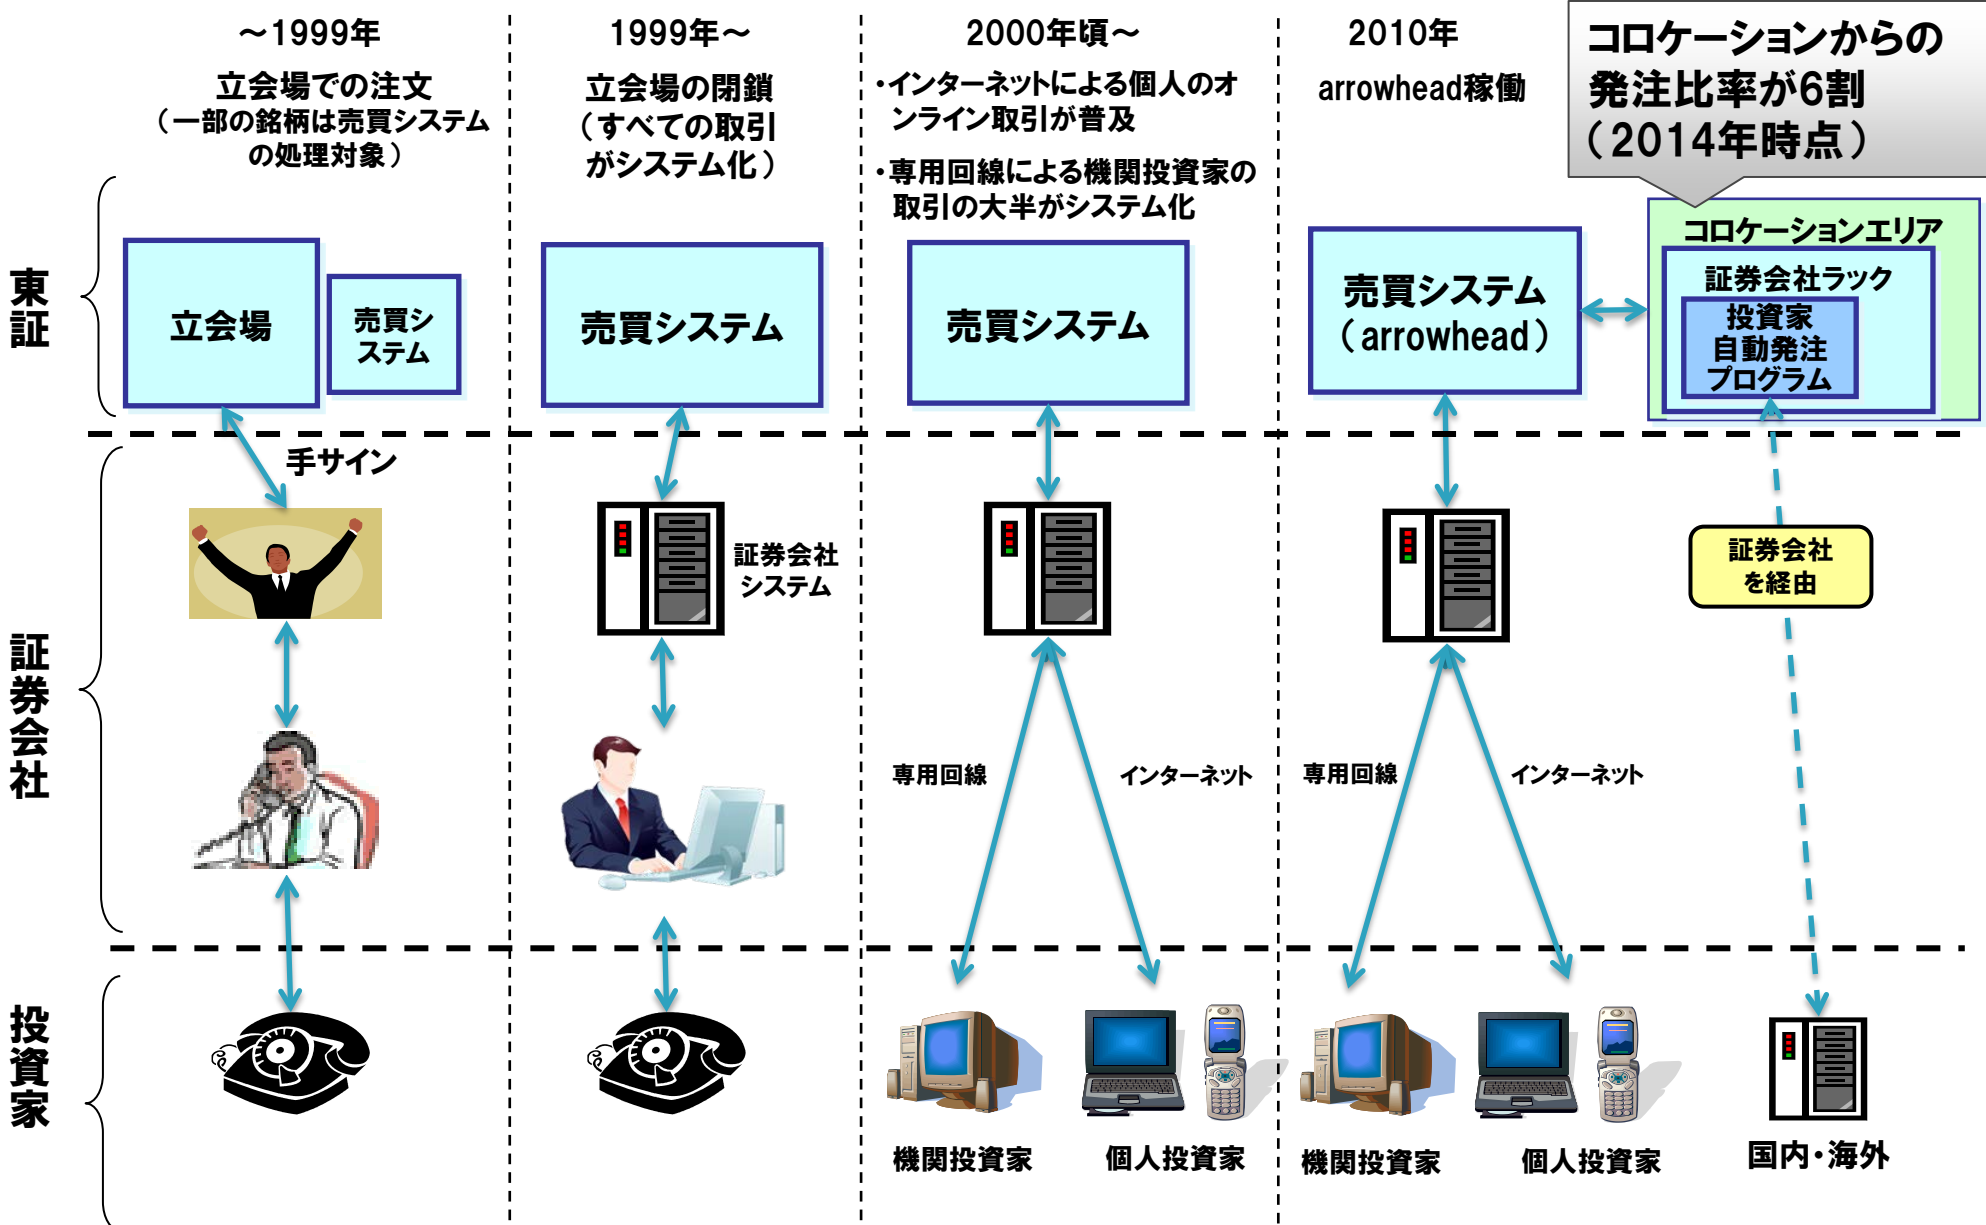 ～1999年
立会場での注文
（一部の銘柄は売買システム
の処理対象）
1999年～
立会場の閉鎖
（すべての取引
がシステム化）
2000年頃～
・インターネットによる個人のオ
ンライン取引が普及
・専用回線による機関投資家の
取引の大半がシステム化
2010年
arrowhead稼働
コロケーションからの
発注比率が6割
（2014年時点）
東証
立会場
売買シ
ステム
売買システム
売買システム
売買システム
（arrowhead）
コロケーションエリア
証券会社ラック
投資家
自動発注
プログラム
証券会社
手サイン
証券会社
システム
専用回線
インターネット
専用回線
インターネット
証券会社
を経由
投資家
機関投資家
個人投資家
機関投資家
個人投資家
国内・海外